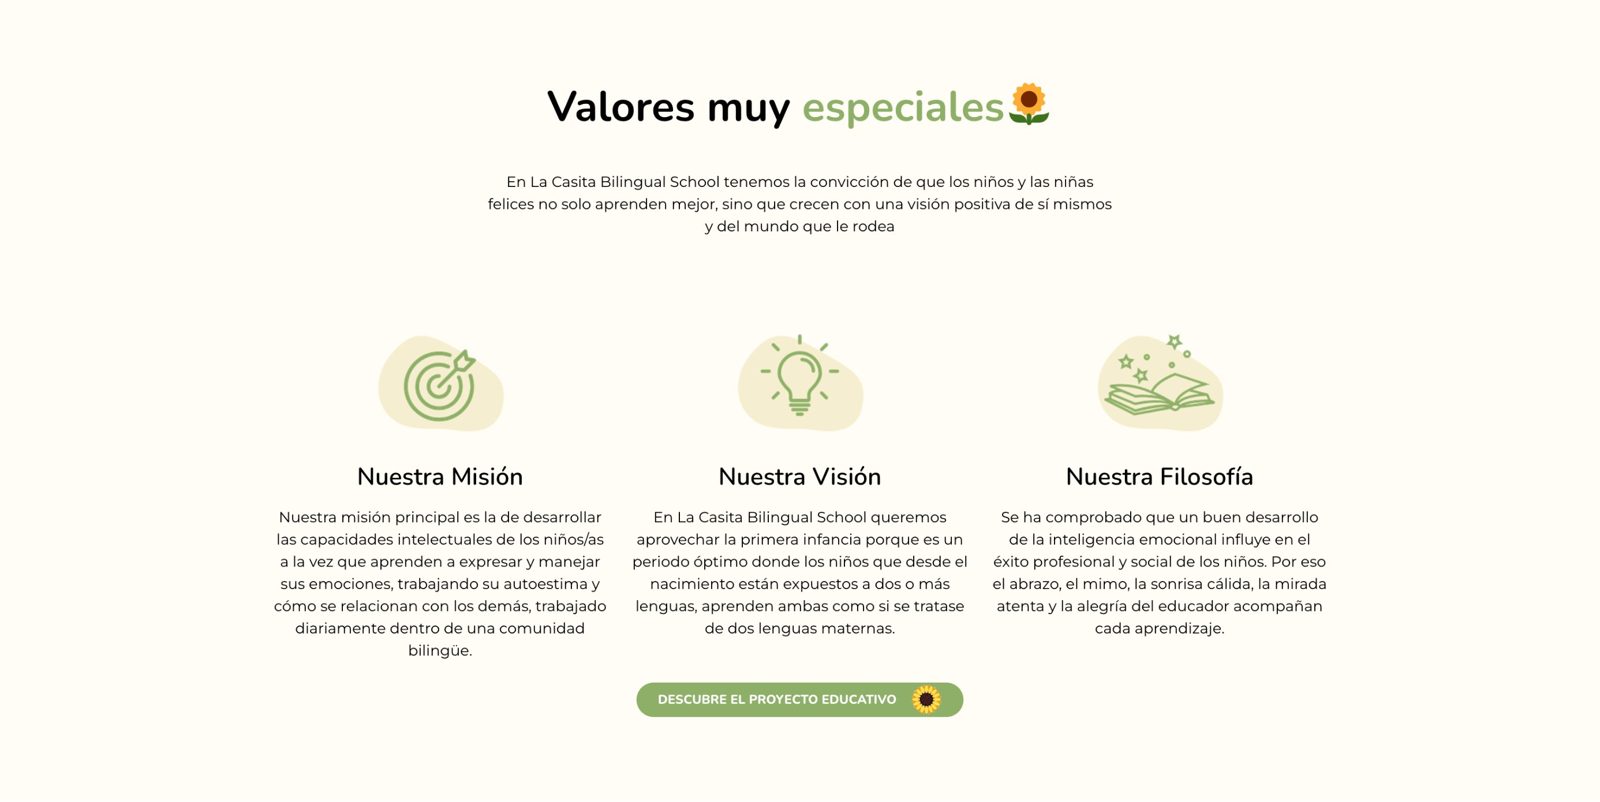 Valores muy especiales🌻
En La Casita Bilingual School tenemos la convicción de que los niños y las niñas
felices no solo aprenden mejor, sino que crecen con una visión positiva de sí mismos
y del mundo que le rodea
Nuestra Misión
Nuestra misión principal es la de desarrollar
las capacidades intelectuales de los niños/as
a la vez que aprenden a expresar y manejar
sus emociones, trabajando su autoestima y
cómo se relacionan con los demás, trabajado
diariamente dentro de una comunidad
bilingüe.
Nuestra Visión
En La Casita Bilingual School queremos
aprovechar la primera infancia porque es un
periodo óptimo donde los niños que desde el
nacimiento están expuestos a dos o más
lenguas, aprenden ambas como si se tratase
de dos lenguas maternas.
Nuestra Filosofía
Se ha comprobado que un buen desarrollo
de la inteligencia emocional influye en el
éxito profesional y social de los niños. Por eso
el abrazo, el mimo, la sonrisa cálida, la mirada
atenta y la alegría del educador acompañan
cada aprendizaje.
DESCUBRE EL PROYECTO EDUCATIVO